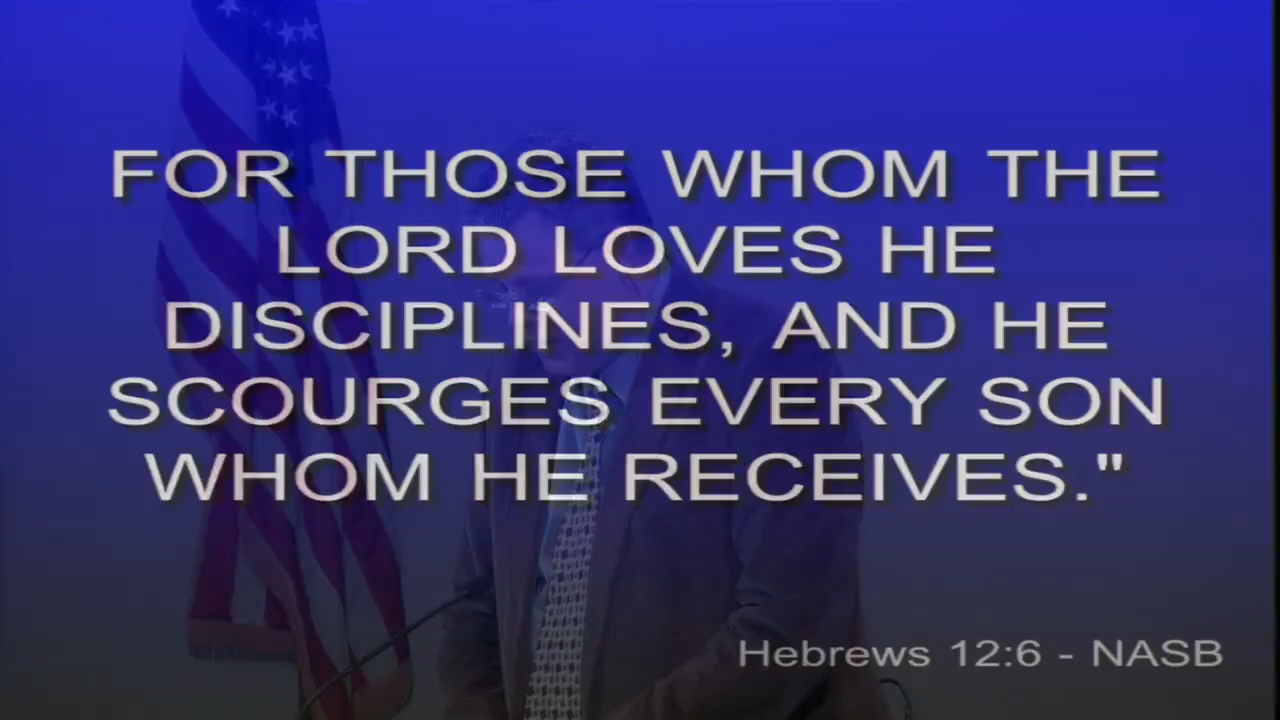 FOR THOSE WHOM THE
LORD LOVES HE
DISCIPLINES, AND HE
SCOURGES EVERY SON
WHOM HE RECEIVES."
Hebrews 12:6 - NASB